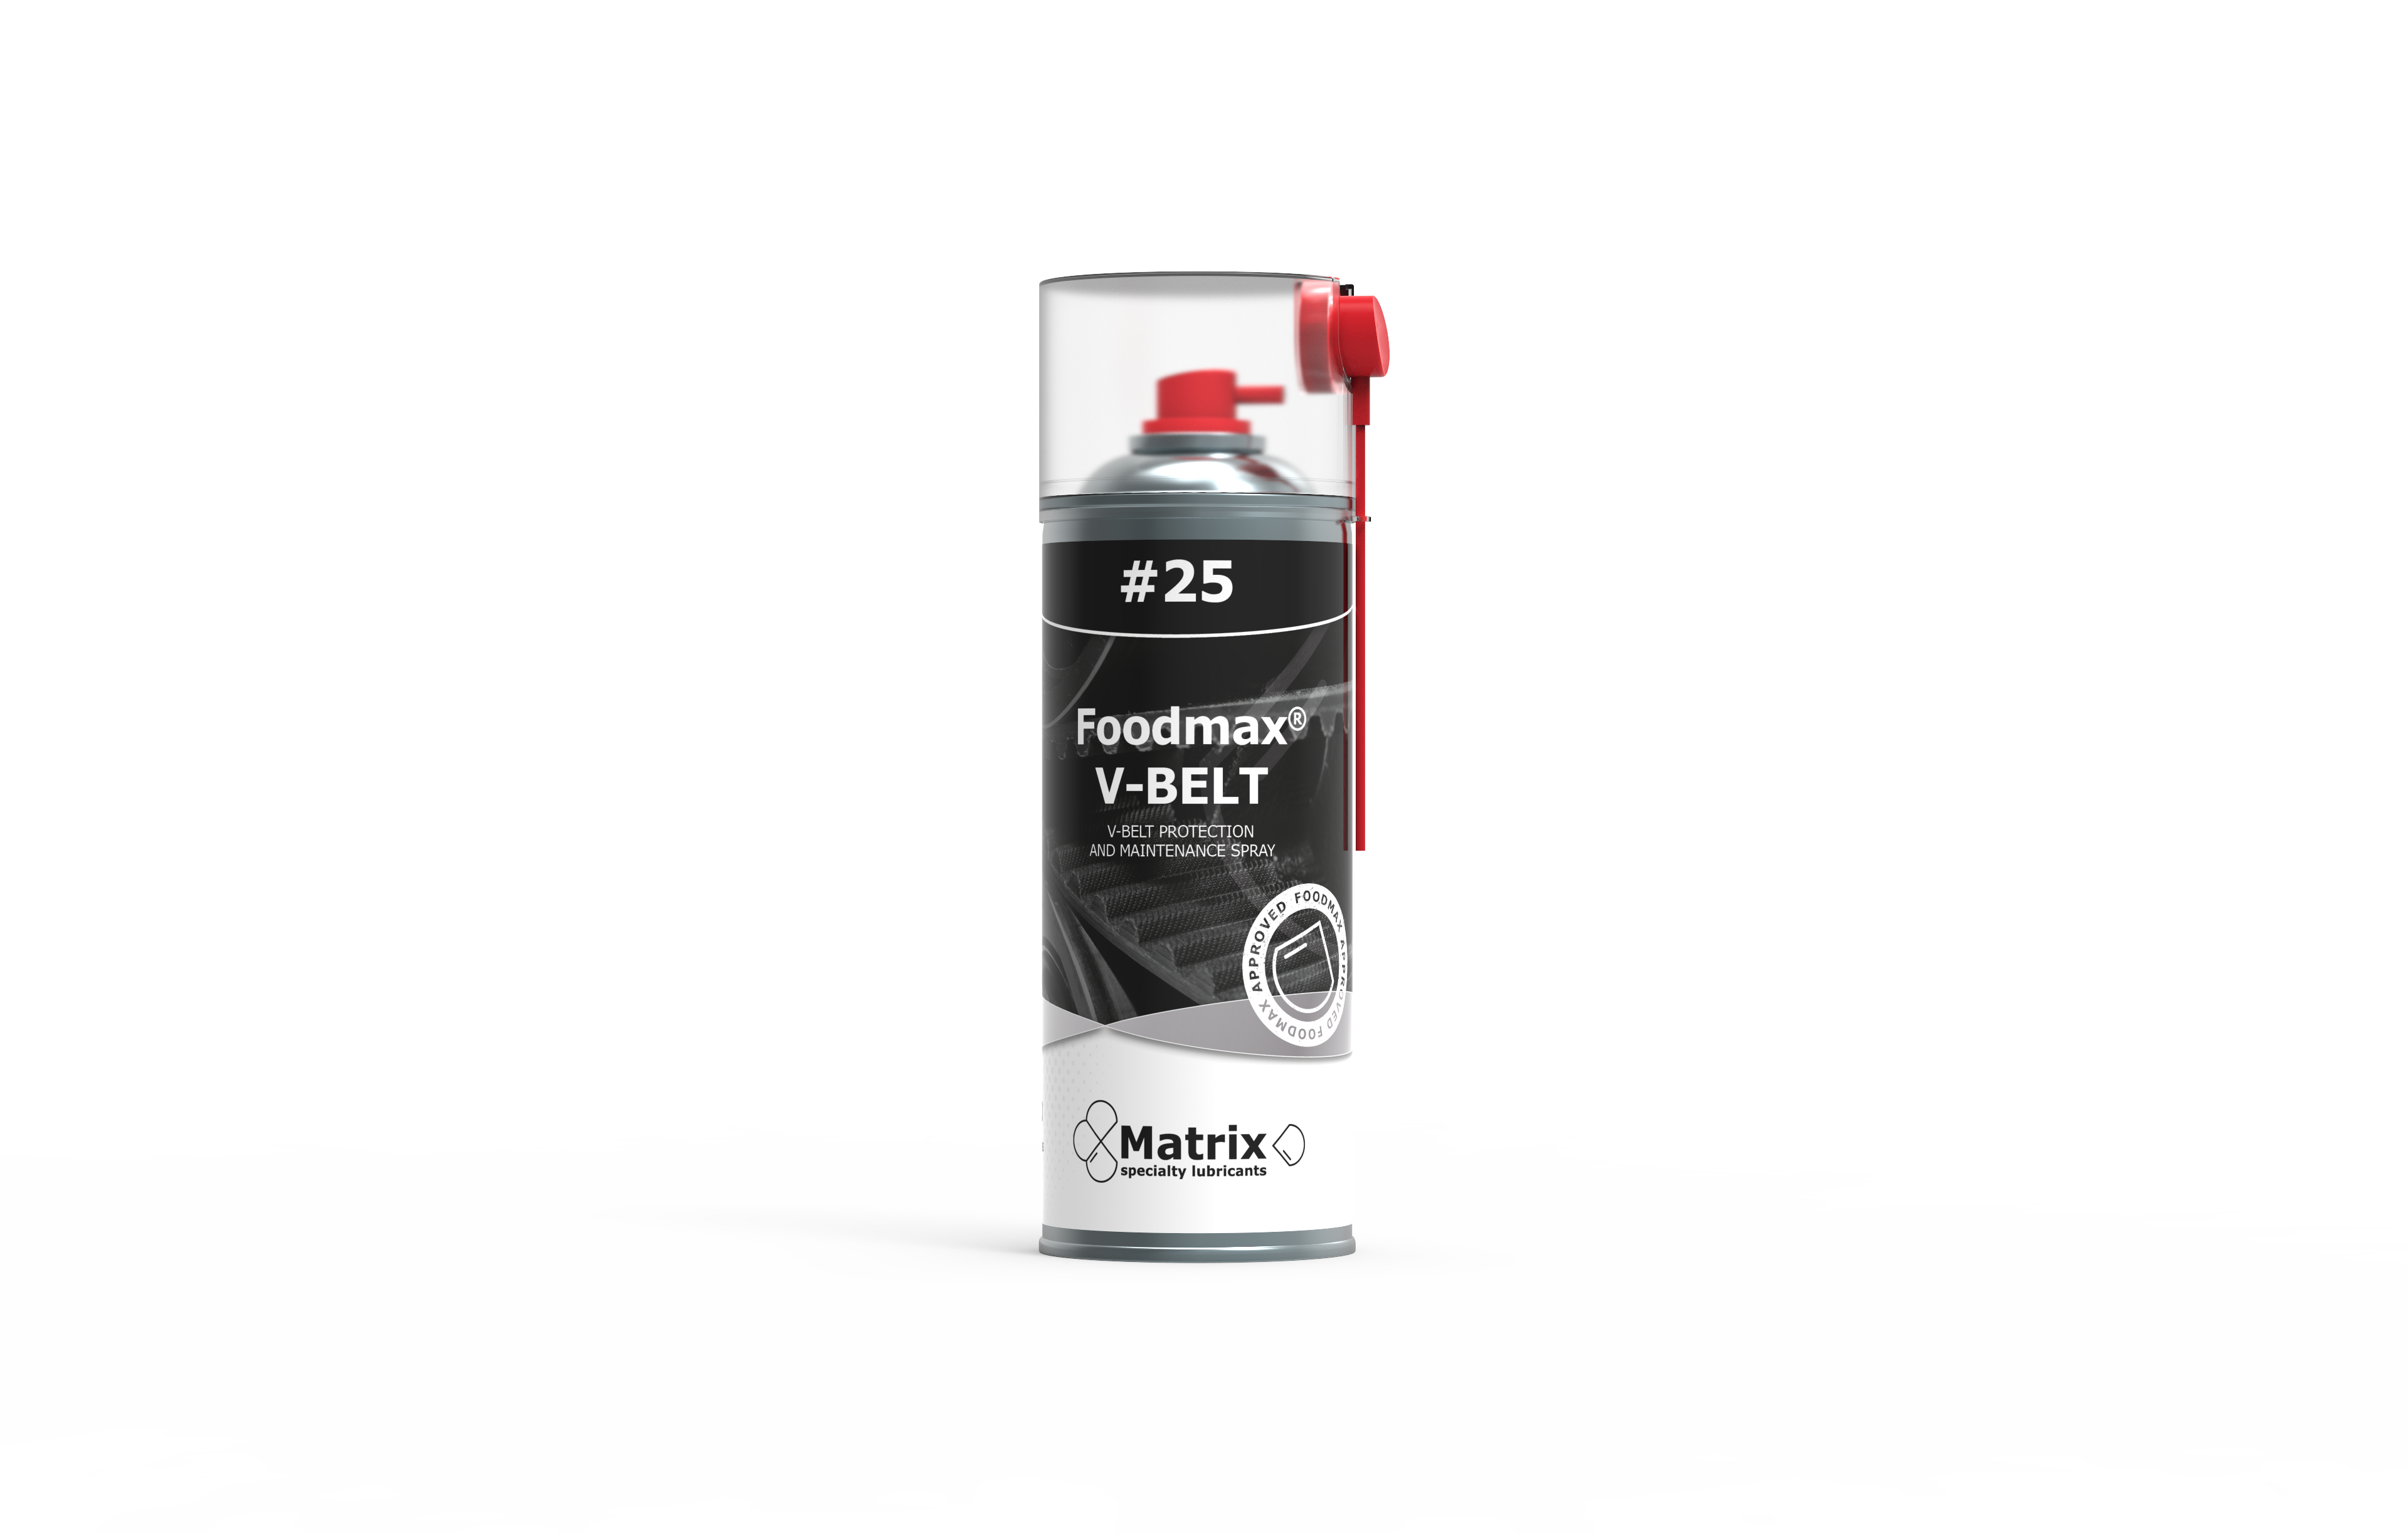 #25
Foodmax®
V-BELT
V-BELT PROTECTION
AND MAINTENANCE SPRAY
APPROVED FOODMAX APPROVED FOODMAX
Matrix
specialty lubricants